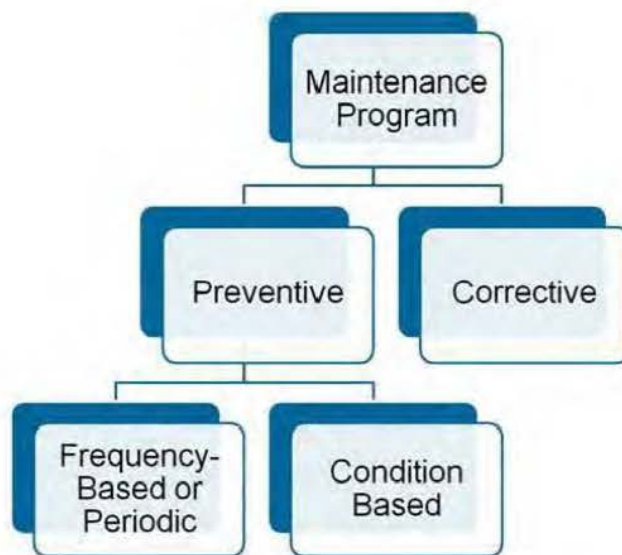 Maintenance
Program
Preventive
Corrective
Frequency-
Based or
Periodic
Condition
Based